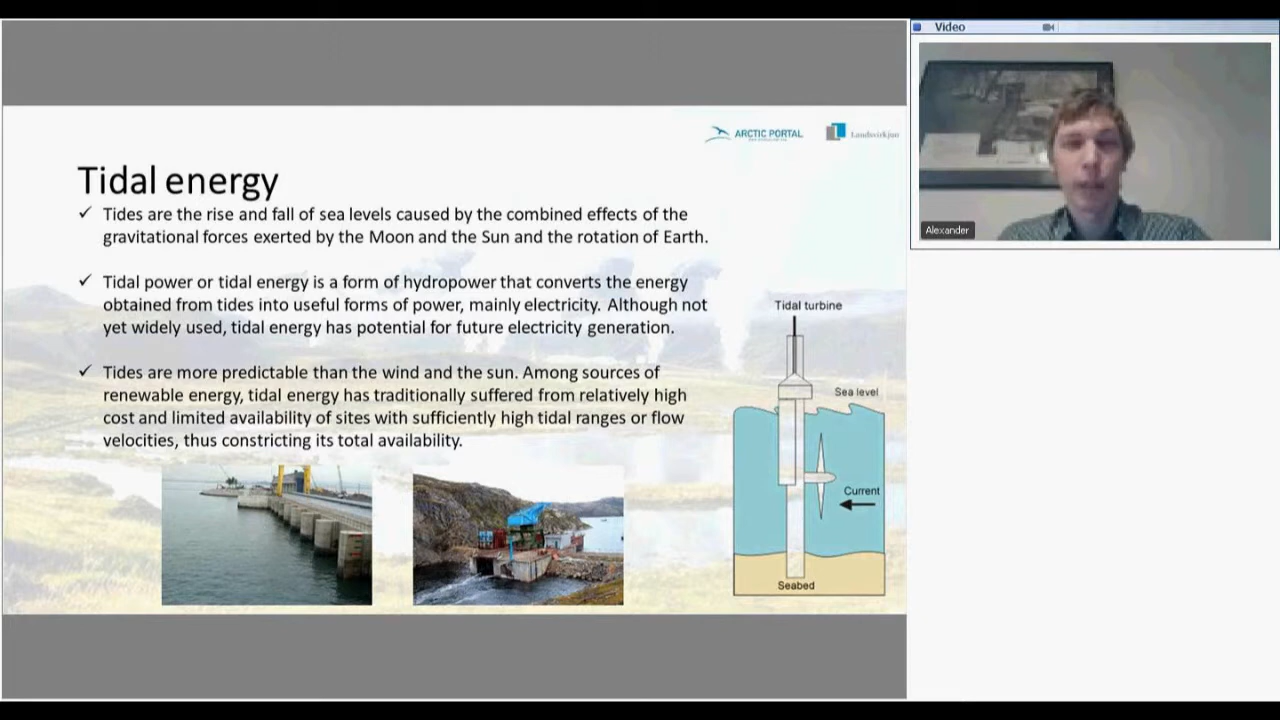 Video
ARCTIC PORTAL
Landsvirkjun
Tidal energy
Tides are the rise and fall of sea levels caused by the combined effects of the
gravitational forces exerted by the Moon and the Sun and the rotation of Earth.
Tidal power or tidal energy is a form of hydropower that converts the energy
obtained from tides into useful forms of power, mainly electricity. Although not
yet widely used, tidal energy has potential for future electricity generation.
Tides are more predictable than the wind and the sun. Among sources of
renewable energy, tidal energy has traditionally suffered from relatively high
cost and limited availability of sites with sufficiently high tidal ranges or flow
velocities, thus constricting its total availability.
Tidal turbine
Sea level
Current
Seabed
Alexander